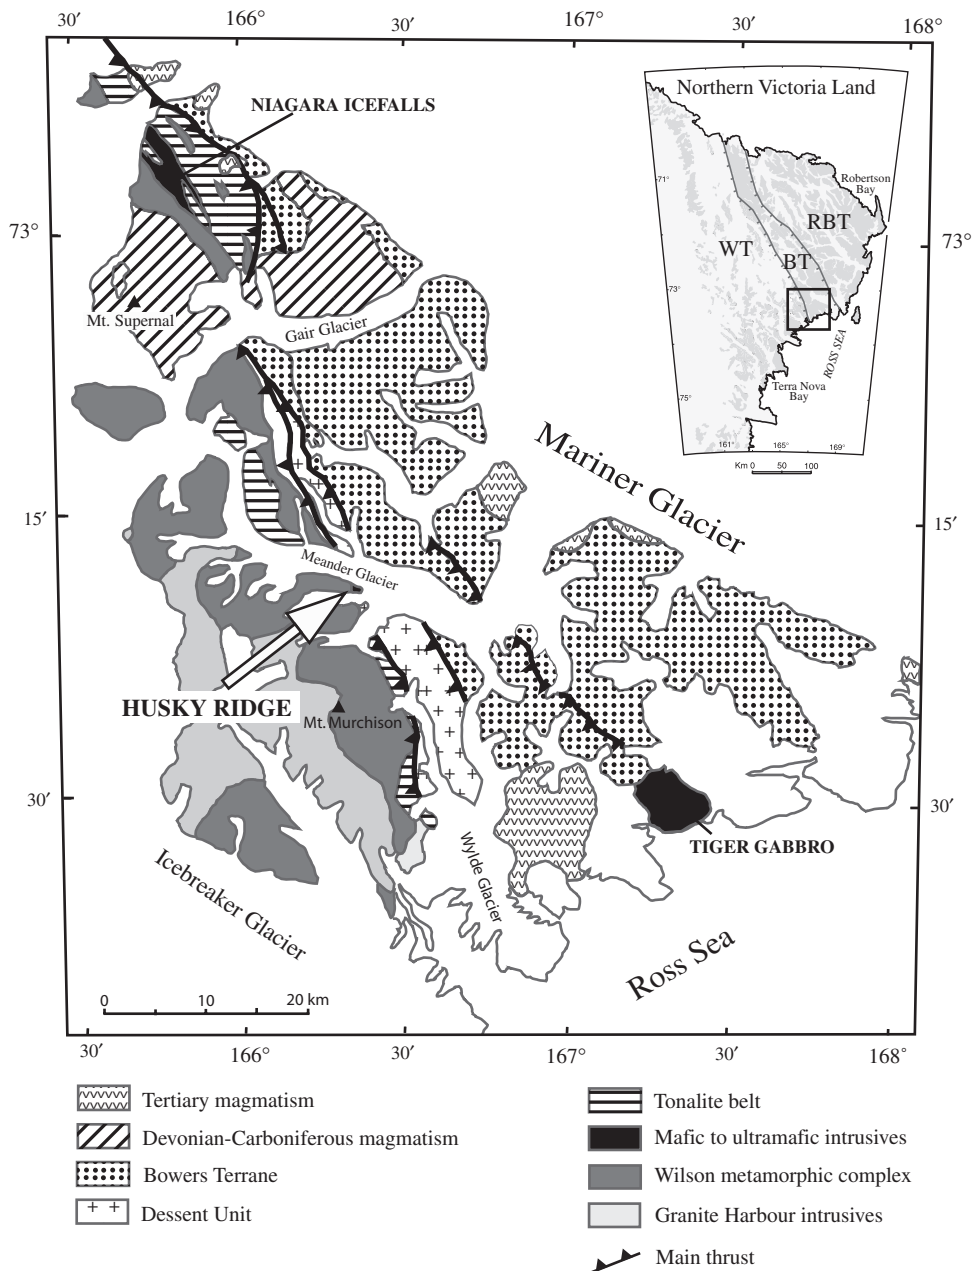 30′
166°
30′
167°
30′
168°
NIAGARA ICEFALLS
Northern Victoria Land
71°
Robertson
Bay
RBT
WT
BT
73°
ROSS SEA
Terra Nova
Bay
75°
161°
165°
169°
Km 0 50 100
73°
73°
Mt. Supernal
Gair Glacier
Mariner Glacier
15′
15′
Meander Glacier
HUSKY RIDGE
Mt. Murchison
30′
30′
TIGER GABBRO
Wylde Glacier
Icebreaker Glacier
Ross Sea
0 10 20 km
30′
166°
30′
167°
30′
168°
Tertiary magmatism
Devonian-Carboniferous magmatism
Bowers Terrane
Dessent Unit
Tonalite belt
Mafic to ultramafic intrusives
Wilson metamorphic complex
Granite Harbour intrusives
Main thrust